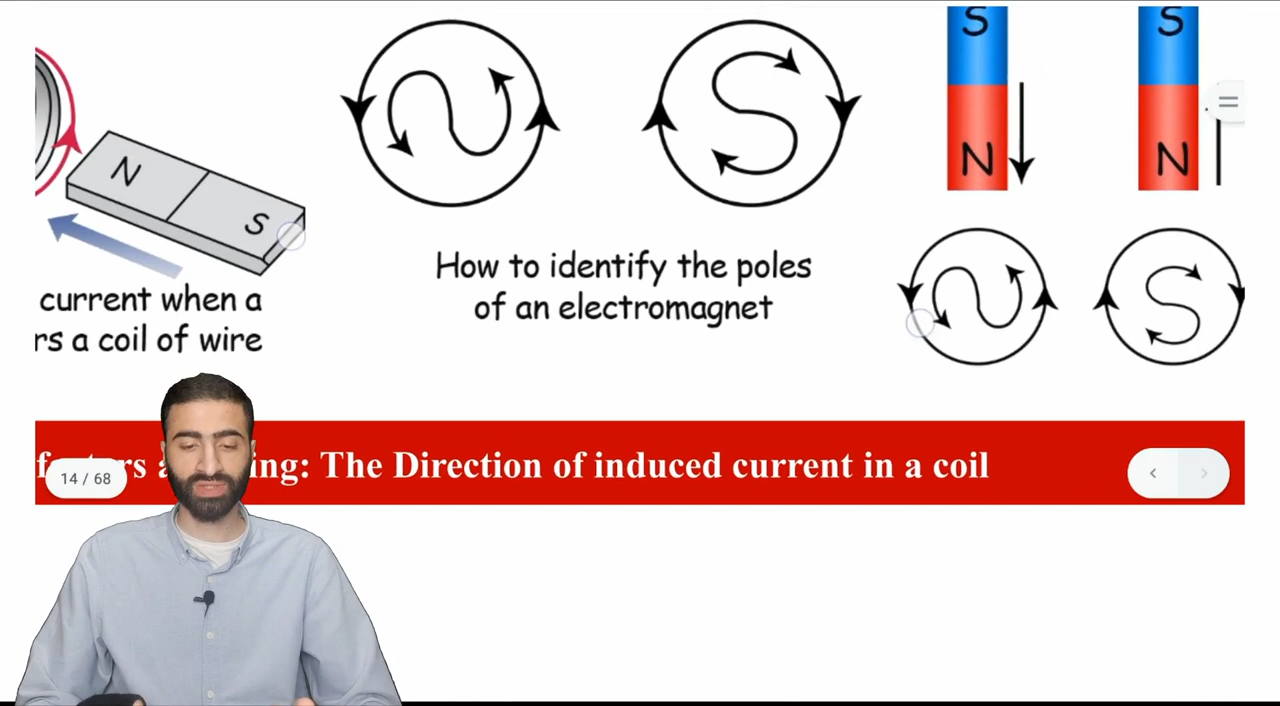 S
S
N
N
N
S
N
S
How to identify the poles
of an electromagnet
N
S
current when a
rs a coil of wire
ing: The Direction of induced current in a coil
14 / 68